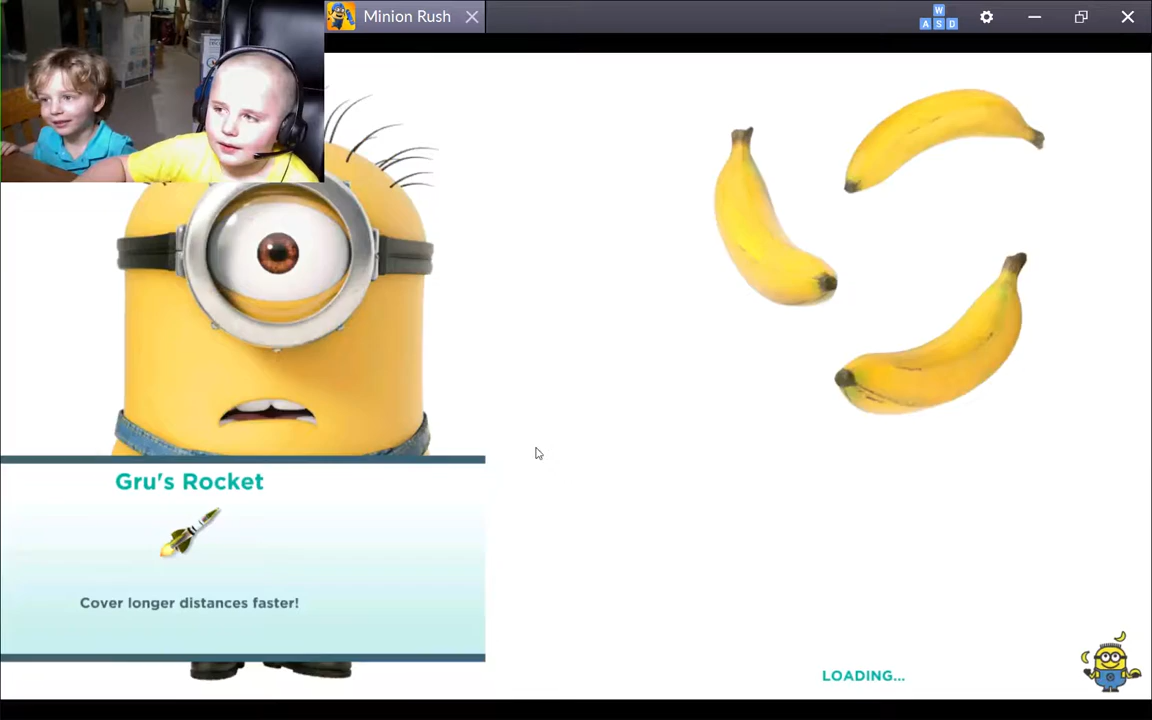 Minion Rush
W
A S D
Gru's Rocket
Cover longer distances faster!
LOADING...